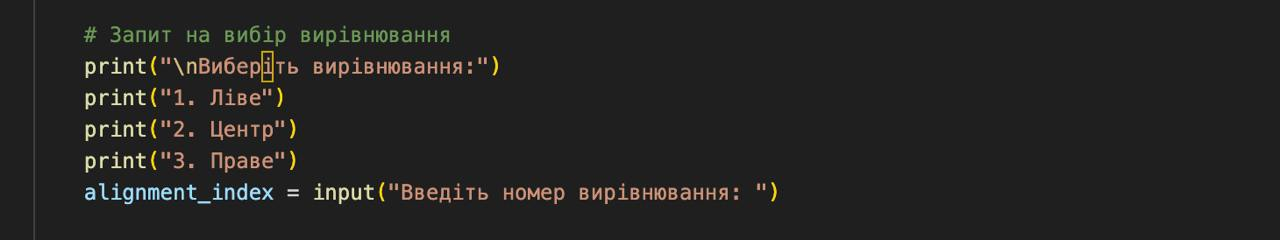 # Запит на вибір вирівнювання
print("\nВиберіть вирівнювання:")
print("1. Ліве")
print("2. Центр")
print("3. Праве")
alignment_index = input("Введіть номер вирівнювання: ")